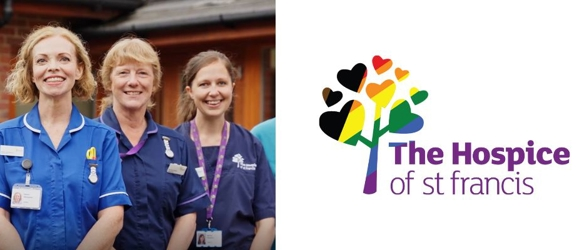 The Hospice
of st francis